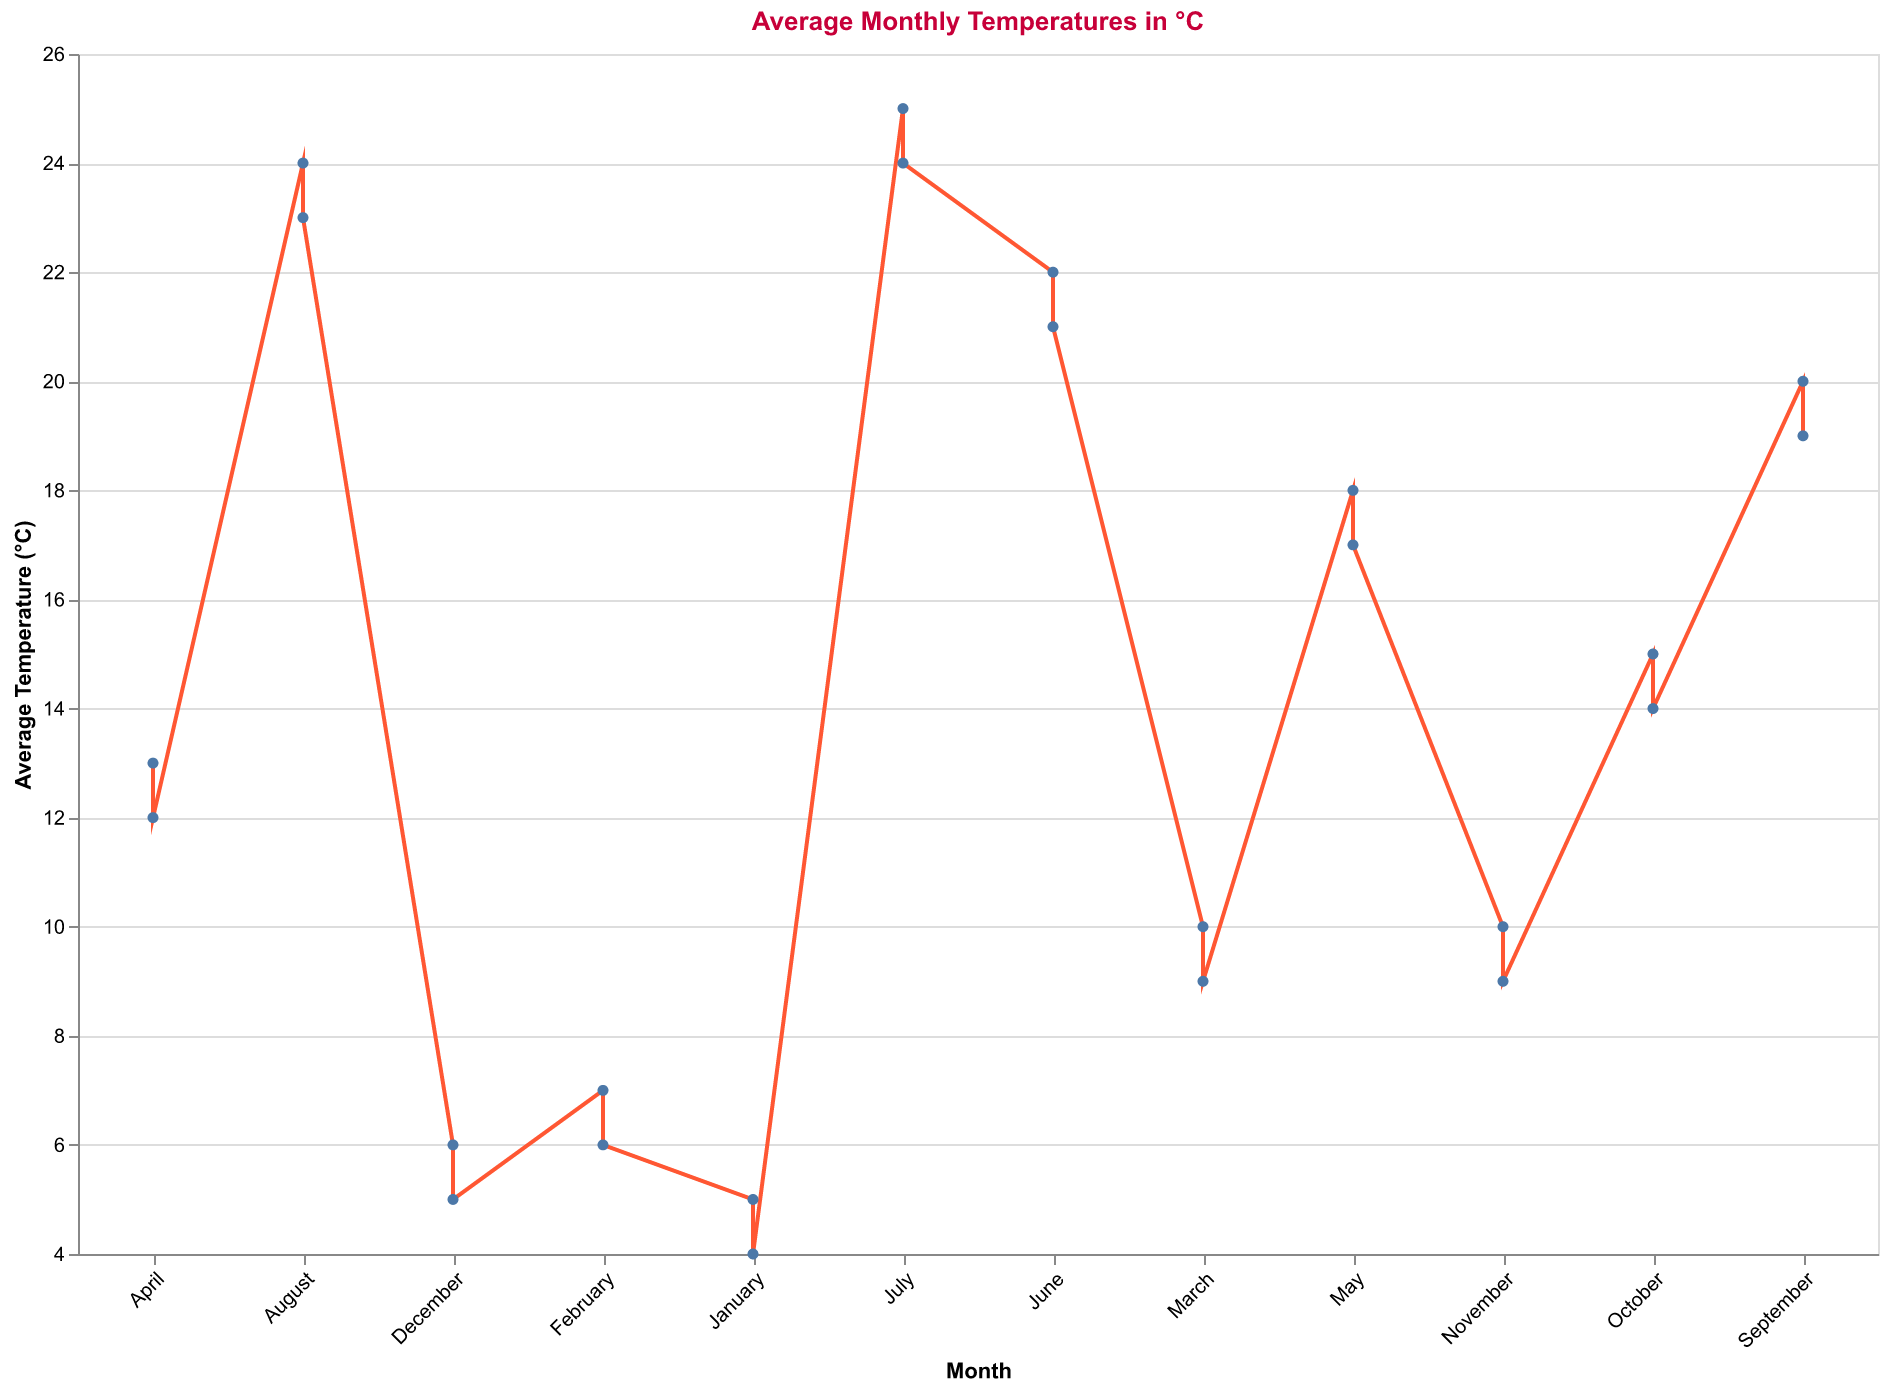 Average Monthly Temperatures in °C
26
24
22
20
18
16
14
12
10
8
6
4
Average Temperature (°C)
April
August
December
February
January
July
June
March
May
November
October
September
Month